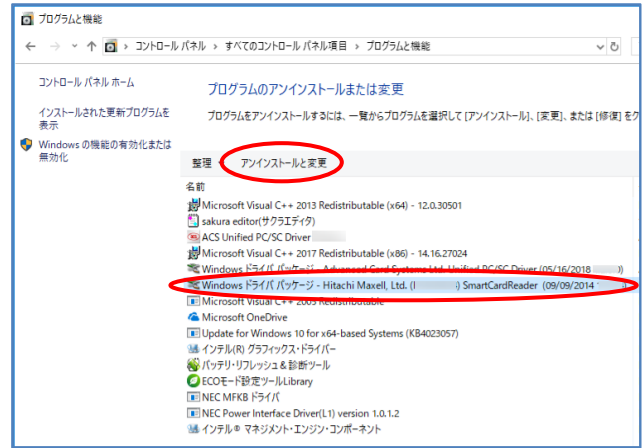 プログラムと機能
コントロール パネル › すべてのコントロール パネル項目 › プログラムと機能
コントロール パネル ホーム
インストールされた更新プログラムを
表示
Windows の機能の有効化または
無効化
プログラムのアンインストールまたは変更
プログラムをアンインストールするには、一覧からプログラムを選択して [アンインストール]、[変更]、または [修復] をク
整理 アンインストールと変更
名前
Microsoft Visual C++ 2013 Redistributable (x64) - 12.0.30501
sakura editor(サクラエディタ)
ACS Unified PC/SC Driver
Microsoft Visual C++ 2017 Redistributable (x86) - 14.16.27024
Windows ドライバ パッケージ - Advanced Card Systems Ltd. Unified PC/SC Driver (05/16/2018 )
Windows ドライバ パッケージ - Hitachi Maxell, Ltd. ( ) SmartCardReader (09/09/2014 )
Microsoft Visual C++ 2005 Redistributable
Microsoft OneDrive
Update for Windows 10 for x64-based Systems (KB4023057)
インテル(R) グラフィックス・ドライバー
バッテリ・リフレッシュ＆診断ツール
ECOモード設定ツールLibrary
NEC MFKB ドライバ
NEC Power Interface Driver(L1) version 1.0.1.2
インテル® マネジメント・エンジン・コンポーネント